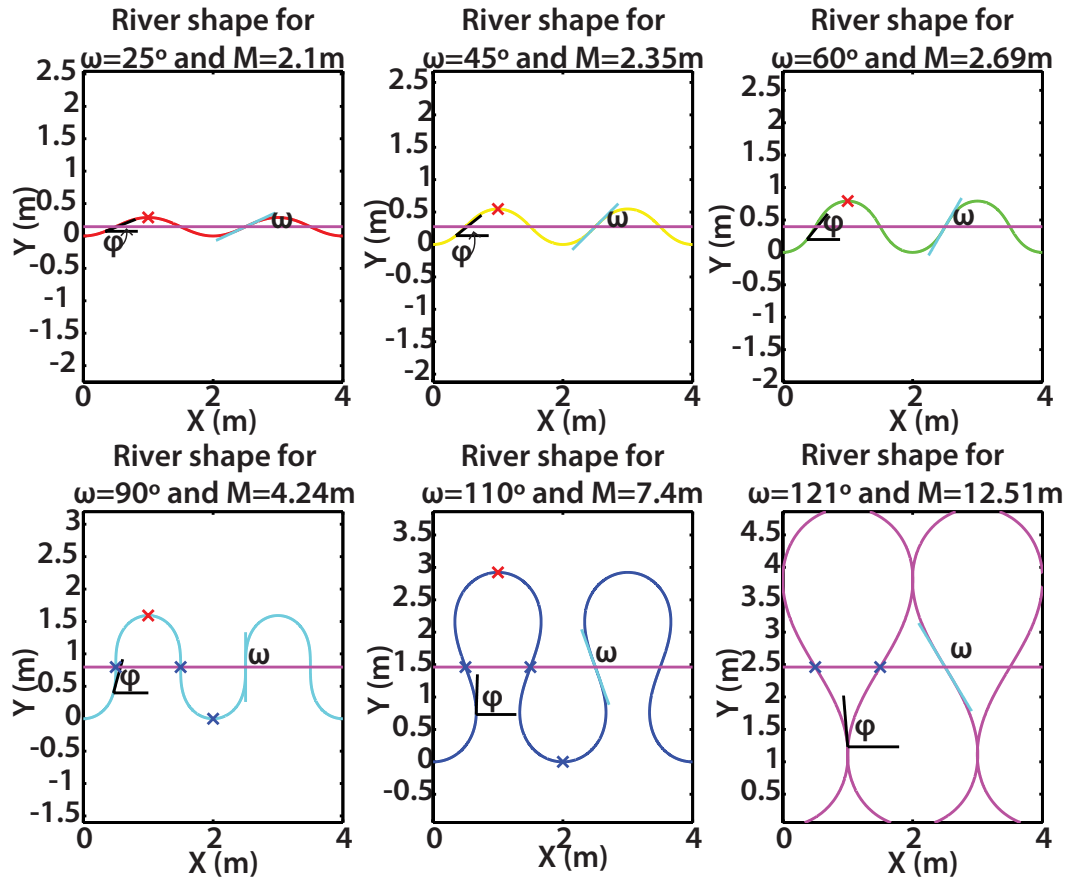 River shape for
ω=25º and M=2.1m
2.5
2
1.5
1
0.5
0
-0.5
-1
-1.5
-2
Y (m)
φ
ω
0
2
4
X (m)
River shape for
ω=45º and M=2.35m
2.5
2
1.5
1
0.5
0
-0.5
-1
-1.5
-2
Y (m)
φ
ω
0
2
4
X (m)
River shape for
ω=60º and M=2.69m
2.5
2
1.5
1
0.5
0
-0.5
-1
-1.5
-2
Y (m)
φ
ω
0
2
4
X (m)
River shape for
ω=90º and M=4.24m
3
2.5
2
1.5
1
0.5
0
-0.5
-1
-1.5
Y (m)
φ
ω
0
2
4
X (m)
River shape for
ω=110º and M=7.4m
3.5
3
2.5
2
1.5
1
0.5
0
-0.5
Y (m)
φ
ω
0
2
4
X (m)
River shape for
ω=121º and M=12.51m
4.5
4
3.5
3
2.5
2
1.5
1
0.5
Y (m)
φ
ω
0
2
4
X (m)